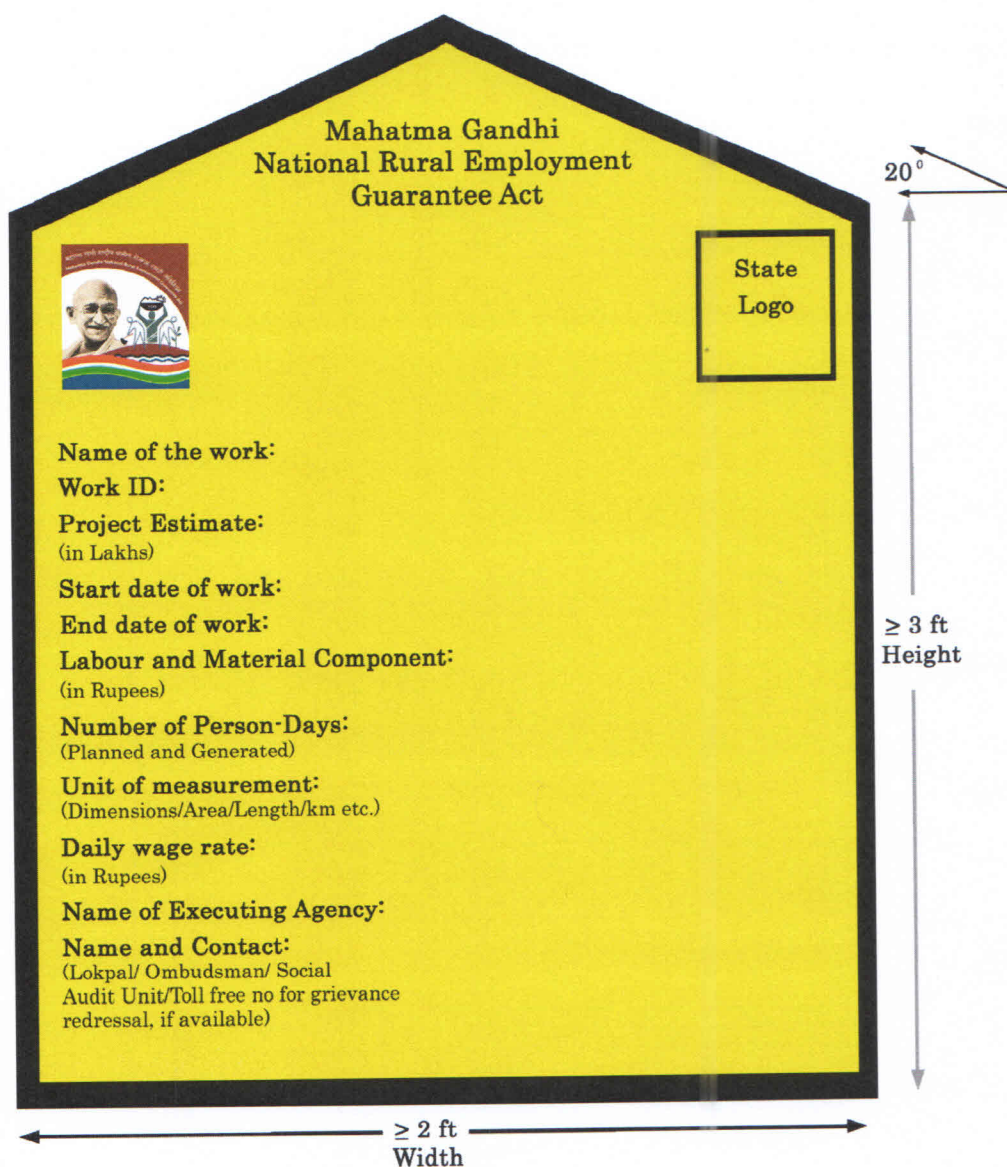 Mahatma Gandhi
National Rural Employment
Guarantee Act
20°
State
Logo
Name of the work:
Work ID:
Project Estimate:
(in Lakhs)
Start date of work:
End date of work:
Labour and Material Component:
(in Rupees)
Number of Person-Days:
(Planned and Generated)
Unit of measurement:
(Dimensions/Area/Length/km etc.)
Daily wage rate:
(in Rupees)
Name of Executing Agency:
Name and Contact:
(Lokpal/ Ombudsman/ Social
Audit Unit/Toll free no for grievance
redressal, if available)
≥ 3 ft
Height
≥ 2 ft
Width